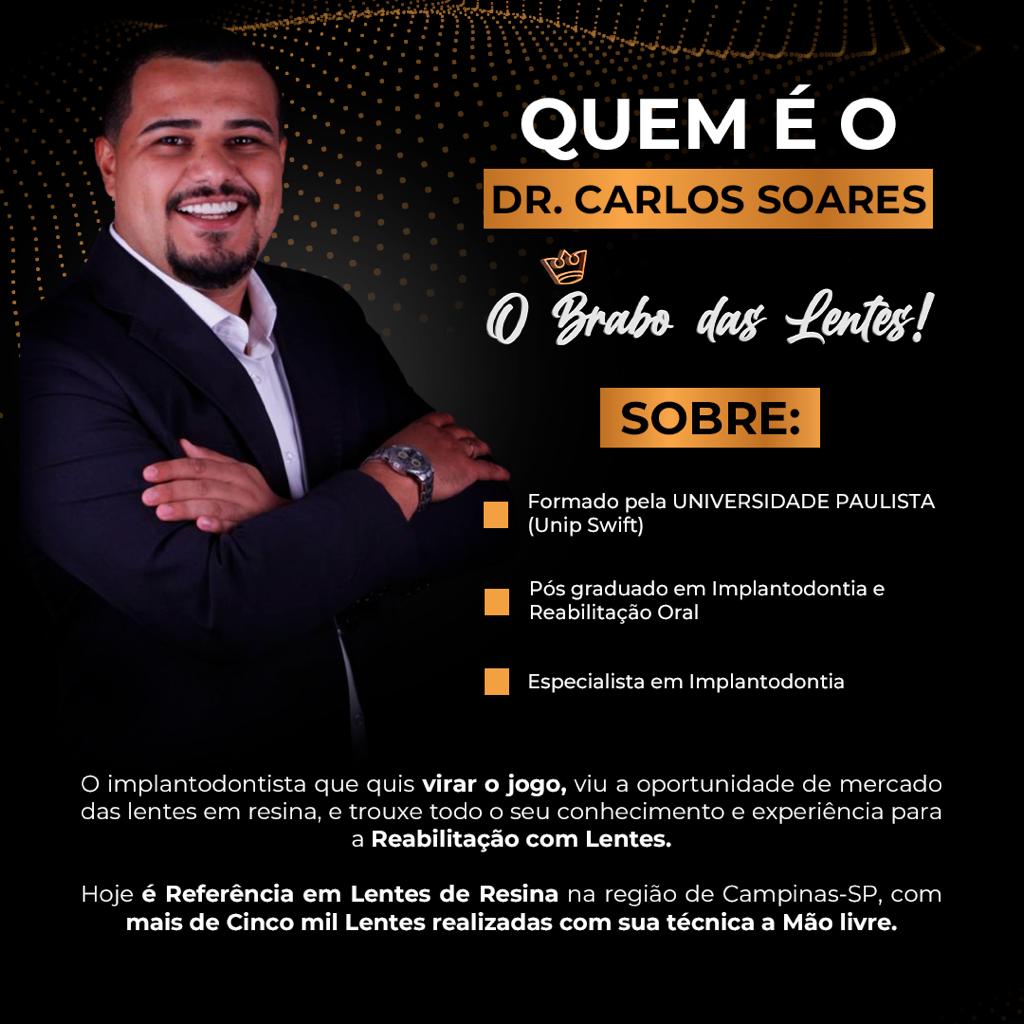 QUEM É O
DR. CARLOS SOARES
O Brabo das Lentes!
SOBRE:
Formado pela UNIVERSIDADE PAULISTA
(Unip Swift)
Pós graduado em Implantodontia e
Reabilitação Oral
Especialista em Implantodontia
O implantodontista que quis virar o jogo, viu a oportunidade de mercado
das lentes em resina, e trouxe todo o seu conhecimento e experiência para
a Reabilitação com Lentes.
Hoje é Referência em Lentes de Resina na região de Campinas-SP, com
mais de Cinco mil Lentes realizadas com sua técnica a Mão livre.